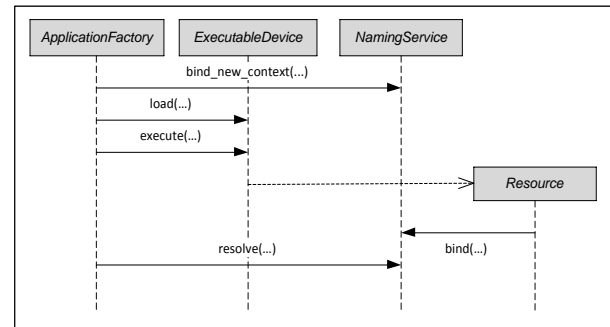 ApplicationFactory
ExecutableDevice
NamingService
bind_new_context(...)
load(...)
execute(...)
Resource
resolve(...)
bind(...)